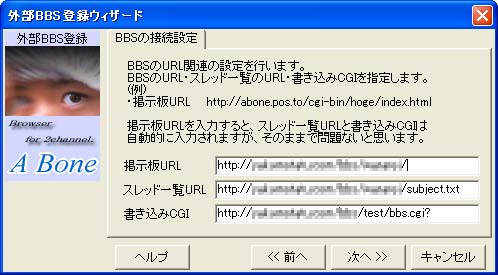 外部BBS登録ウィザード
外部BBS登録
Browser
for 2channel.
A Bone
BBSの接続設定
BBSのURL関連の設定を行います。
BBSのURL・スレッド一覧のURL・書き込みCGIを指定します。
(例)
・掲示板URL http://abone.pos.to/cgi-bin/hoge/index.html
掲示板URLを入力すると、スレッド一覧URLと書き込みCGIは
自動的に入力されますが、そのままで問題ないと思います。
掲示板URL http:// /
スレッド一覧URL http:// /subject.txt
書き込みCGI http:// /test/bbs.cgi?
ヘルプ << 前へ 次へ >> キャンセル